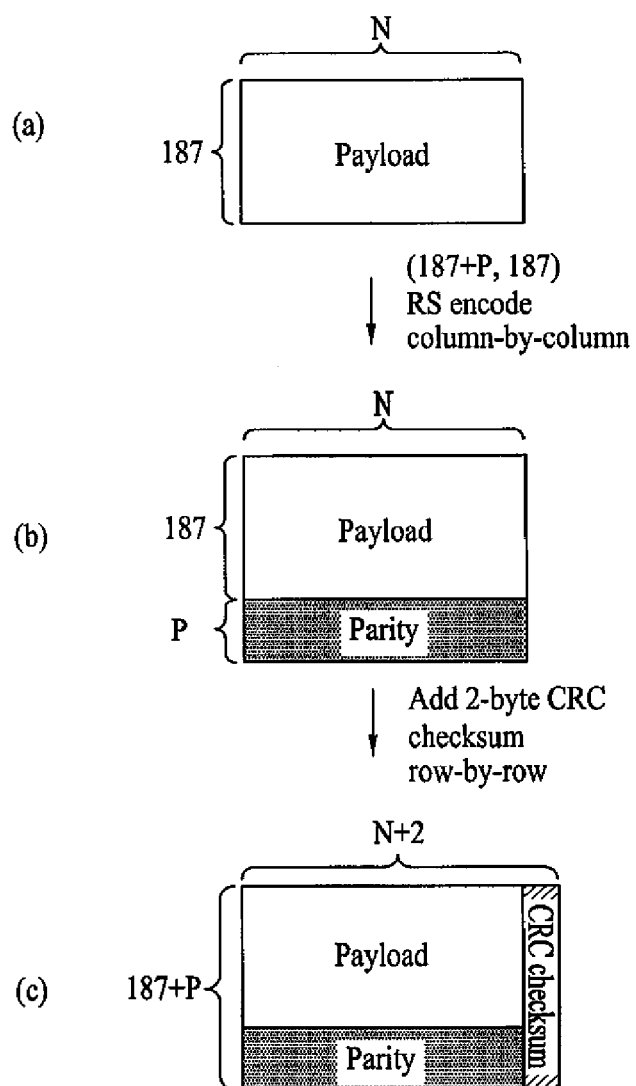 N
(a)
187
Payload
(187+P, 187)
RS encode
column-by-column
N
(b)
187
Payload
P
Parity
Add 2-byte CRC
checksum
row-by-row
N+2
(c)
187+P
Payload
CRC checksum
Parity